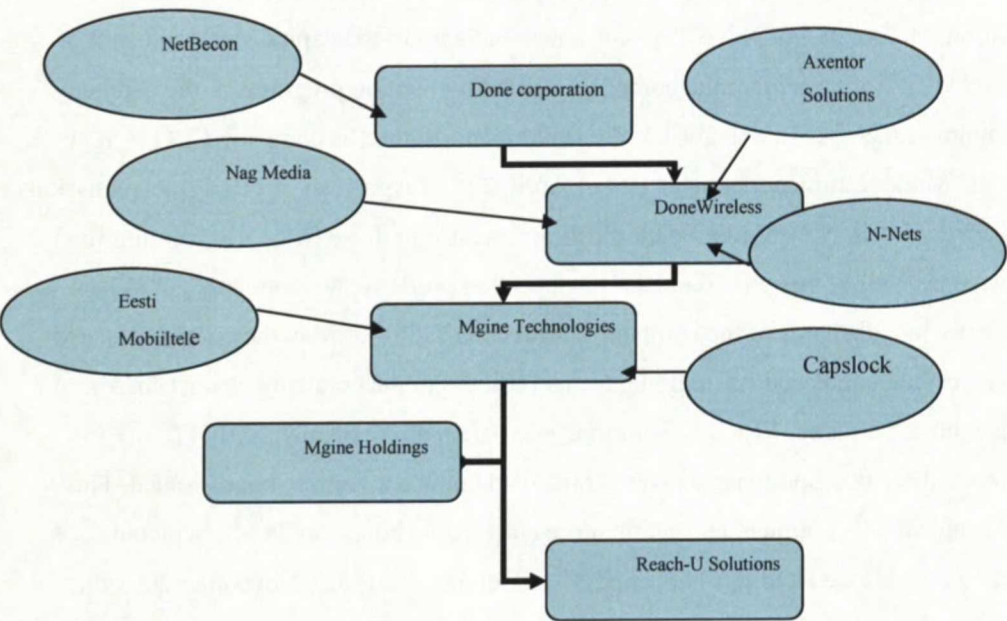 NetBecon
Done corporation
Axentor
Solutions
Nag Media
DoneWireless
N-Nets
Eesti
Mobiiltele
Mgine Technologies
Capslock
Mgine Holdings
Reach-U Solutions